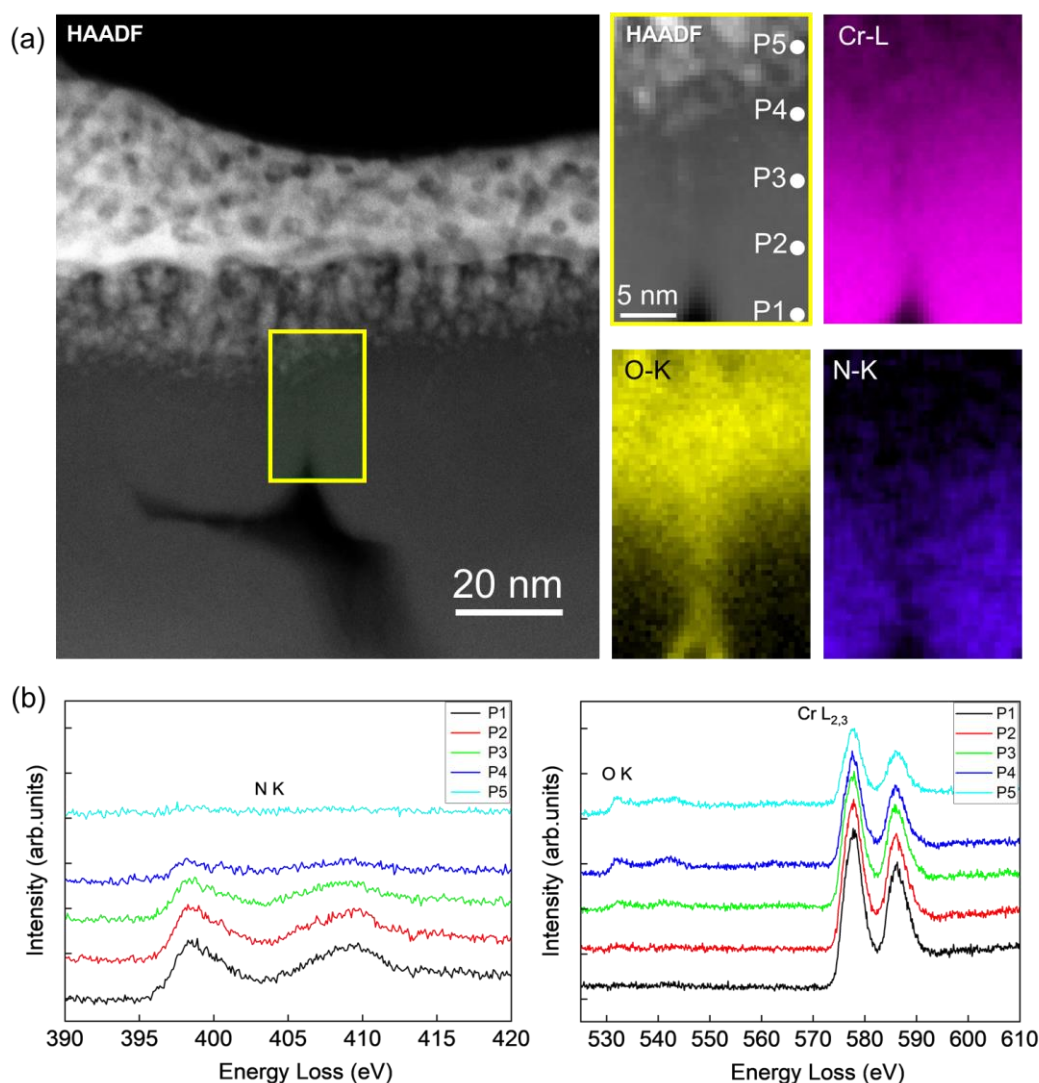 (a)
HAADF
20 nm
HAADF
P5
P4
P3
P2
P1
5 nm
Cr-L
O-K
N-K
(b)
N K
P1
P2
P3
P4
P5
Intensity (arb.units)
390 395 400 405 410 415 420
Energy Loss (eV)
Cr L2,3
O K
P1
P2
P3
P4
P5
Intensity (arb.units)
530 540 550 560 570 580 590 600 610
Energy Loss (eV)